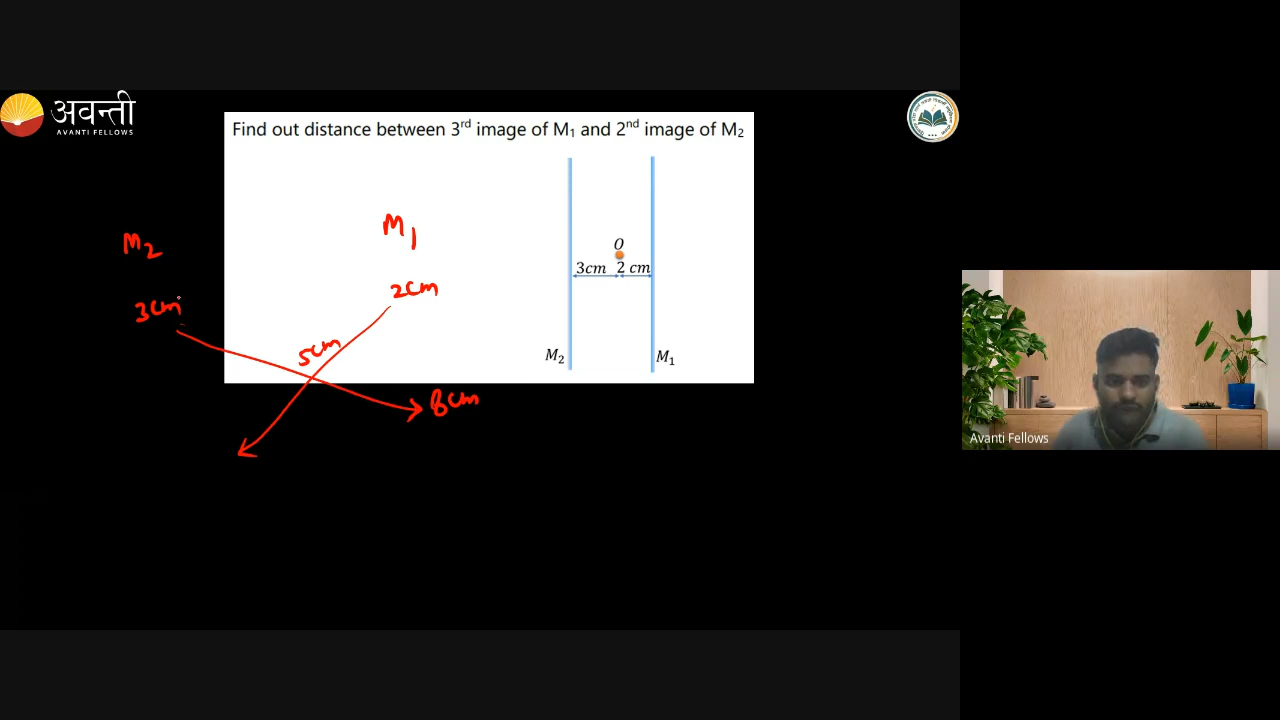 अवन्ती
AVANTI FELLOWS
Find out distance between 3rd image of M1 and 2nd image of M2
M2
M1
3cm
2cm
5cm
8cm
O
3cm 2 cm
M2
M1
Avanti Fellows